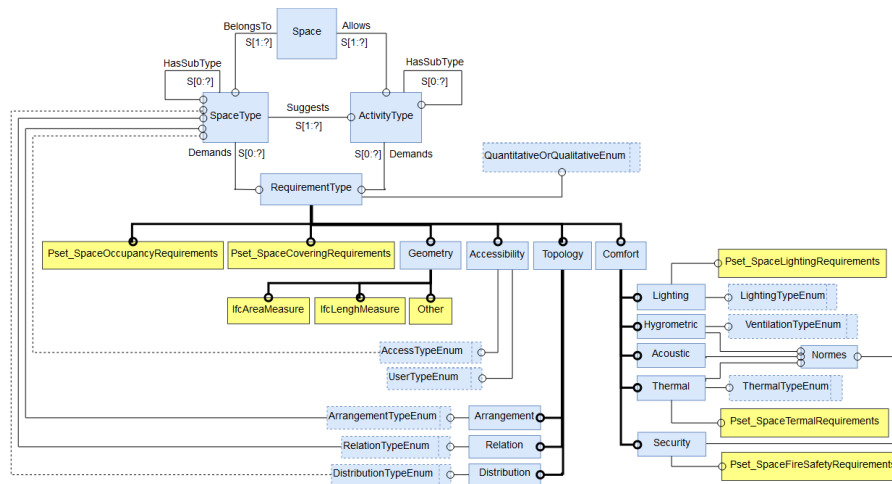 BelongsTo
Space
Allows
S[1:?]
S[1:?]
HasSubType
HasSubType
S[0:?]
S[0:?]
SpaceType
Suggests
ActivityType
S[1:?]
Demands
S[0:?]
S[0:?]
Demands
QuantitativeOrQualitativeEnum
RequirementType
Pset_SpaceOccupancyRequirements
Pset_SpaceCoveringRequirements
Geometry
Accessibility
Topology
Comfort
Pset_SpaceLightingRequirements
Lighting
LightingTypeEnum
IfcAreaMeasure
IfcLenghMeasure
Other
Hygrometric
VentilationTypeEnum
AccessTypeEnum
Acoustic
Normes
UserTypeEnum
Thermal
ThermalTypeEnum
ArrangementTypeEnum
Arrangement
Pset_SpaceTermalRequirements
RelationTypeEnum
Relation
Security
DistributionTypeEnum
Distribution
Pset_SpaceFireSafetyRequirements